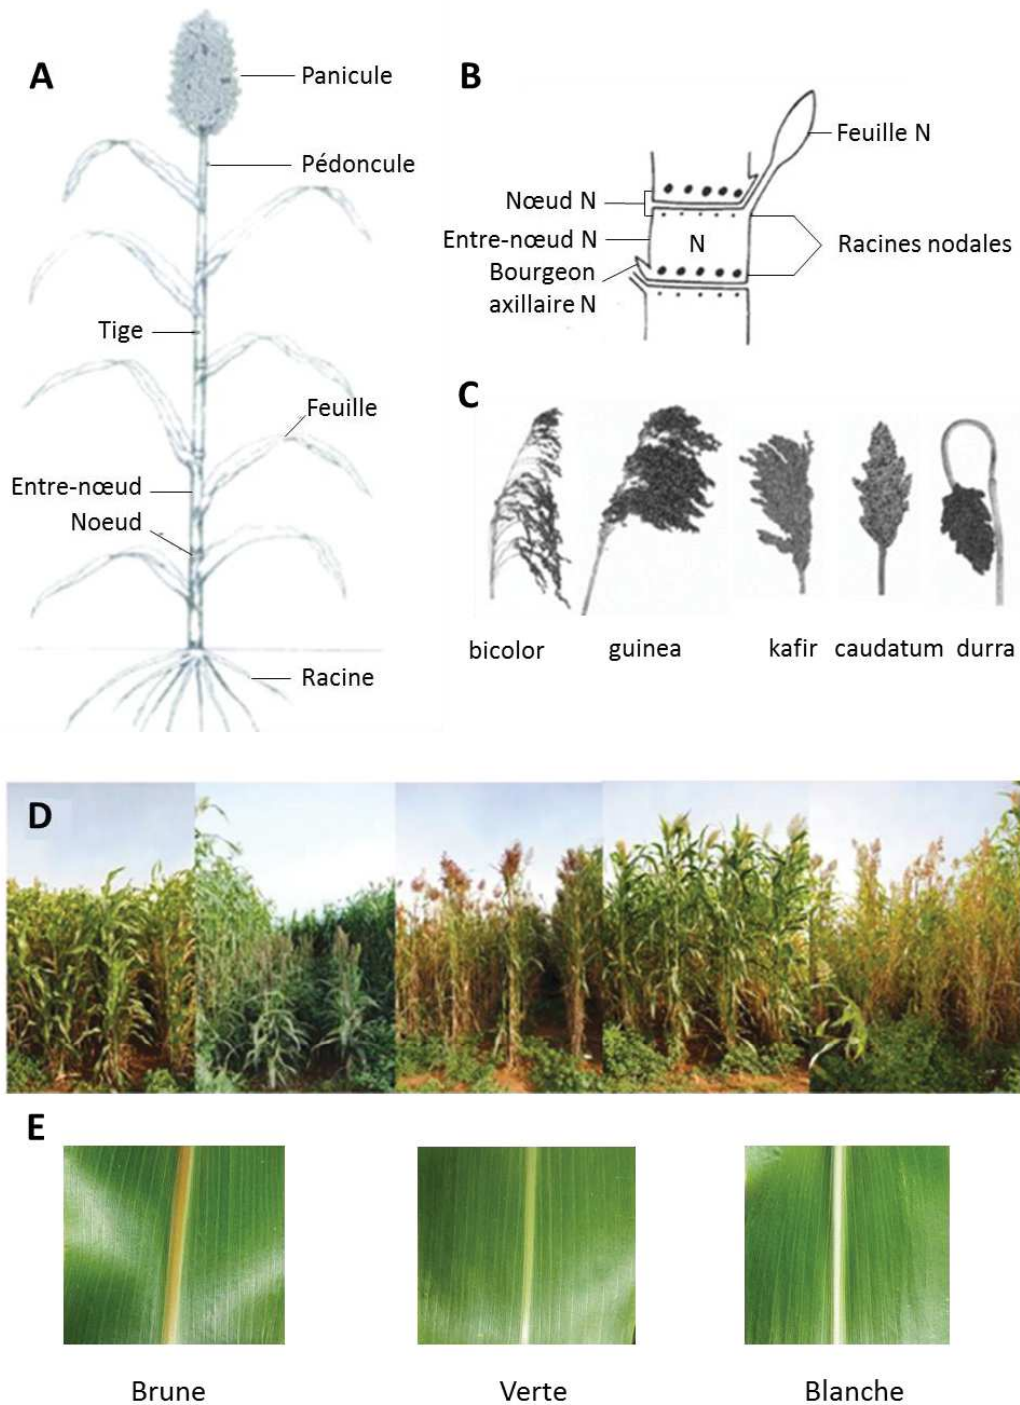 A
Panicule
Pédoncule
Tige
Feuille
Entre-nœud
Noeud
Racine
B
Feuille N
Nœud N
Entre-nœud N
N
Racines nodales
Bourgeon
axillaire N
C
bicolor
guinea
kafir
caudatum
durra
D
E
Brune
Verte
Blanche